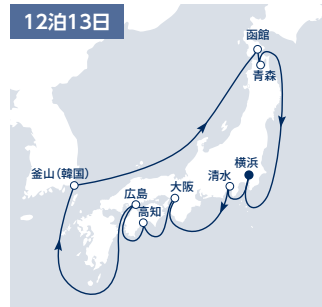 12泊13日
函館
青森
釜山（韓国）
横浜
清水
大阪
広島
高知